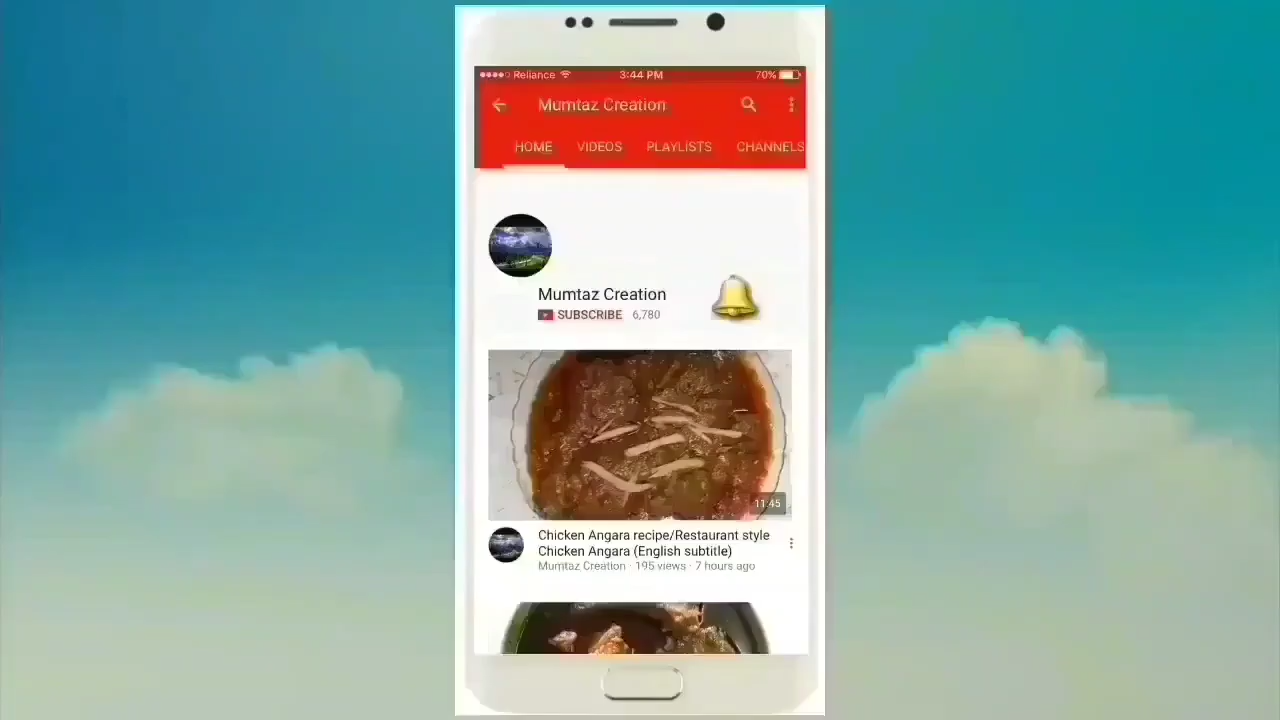 Reliance 3:44 PM 70%
Mumtaz Creation
HOME VIDEOS PLAYLISTS CHANNELS
Mumtaz Creation
SUBSCRIBE 6,780
11:45
Chicken Angara recipe/Restaurant style
Chicken Angara (English subtitle)
Mumtaz Creation · 195 views · 7 hours ago